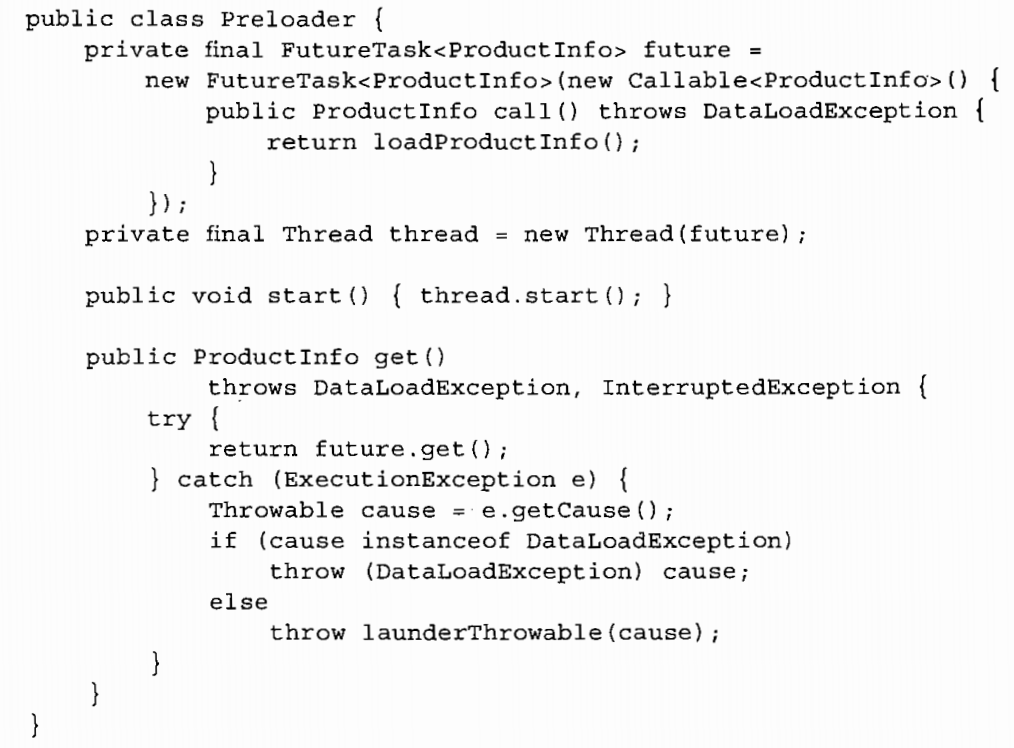 public class Preloader {
    private final FutureTask<ProductInfo> future =
        new FutureTask<ProductInfo>(new Callable<ProductInfo>() {
            public ProductInfo call() throws DataLoadException {
                return loadProductInfo();
            }
        });
    private final Thread thread = new Thread(future);

    public void start() { thread.start(); }

    public ProductInfo get()
            throws DataLoadException, InterruptedException {
        try {
            return future.get();
        } catch (ExecutionException e) {
            Throwable cause = e.getCause();
            if (cause instanceof DataLoadException)
                throw (DataLoadException) cause;
            else
                throw launderThrowable(cause);
        }
    }
}